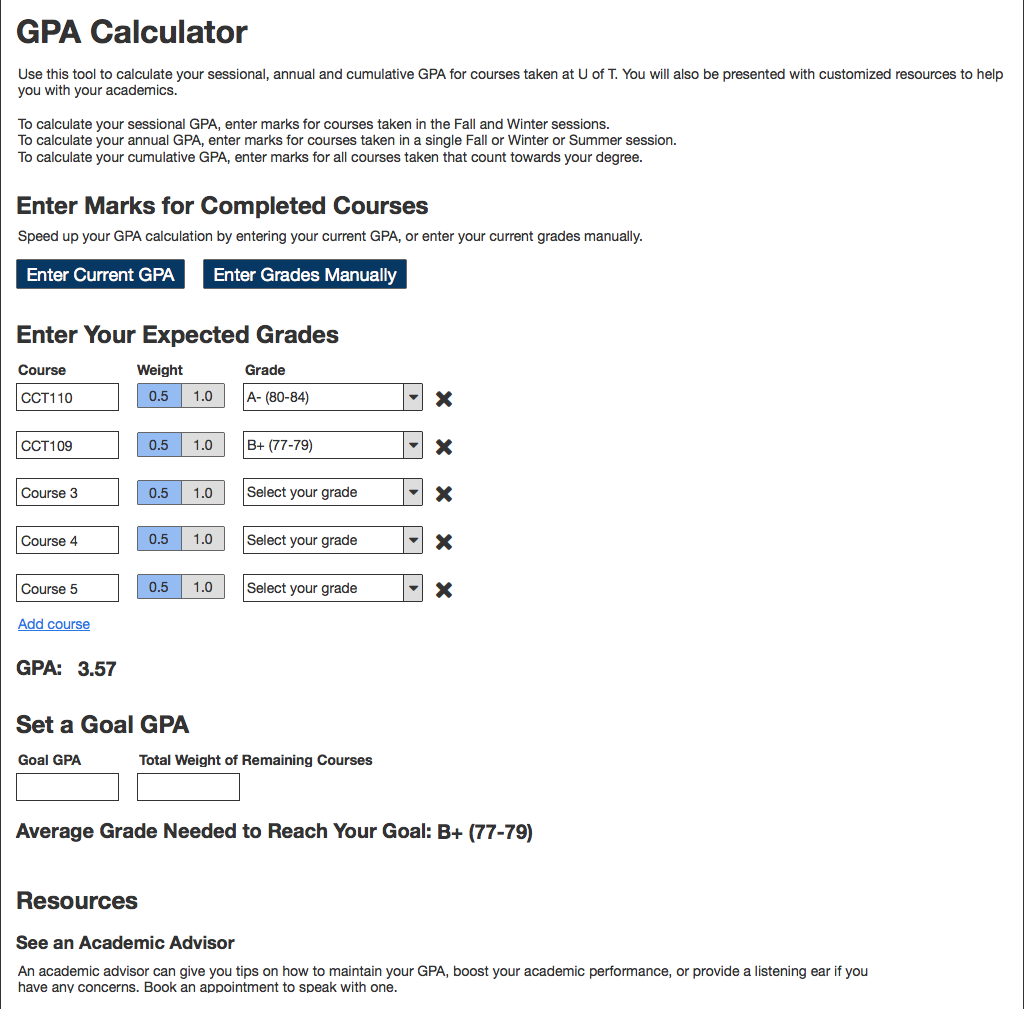 GPA Calculator
Use this tool to calculate your sessional, annual and cumulative GPA for courses taken at U of T. You will also be presented with customized resources to help
you with your academics.
To calculate your sessional GPA, enter marks for courses taken in the Fall and Winter sessions.
To calculate your annual GPA, enter marks for courses taken in a single Fall or Winter or Summer session.
To calculate your cumulative GPA, enter marks for all courses taken that count towards your degree.
Enter Marks for Completed Courses
Speed up your GPA calculation by entering your current GPA, or enter your current grades manually.
Enter Current GPA Enter Grades Manually
Enter Your Expected Grades
Course Weight Grade
CCT110 0.5 1.0 A- (80-84)
CCT109 0.5 1.0 B+ (77-79)
Course 3 0.5 1.0 Select your grade
Course 4 0.5 1.0 Select your grade
Course 5 0.5 1.0 Select your grade
Add course
GPA: 3.57
Set a Goal GPA
Goal GPA Total Weight of Remaining Courses
Average Grade Needed to Reach Your Goal: B+ (77-79)
Resources
See an Academic Advisor
An academic advisor can give you tips on how to maintain your GPA, boost your academic performance, or provide a listening ear if you
have any concerns. Book an appointment to speak with one.